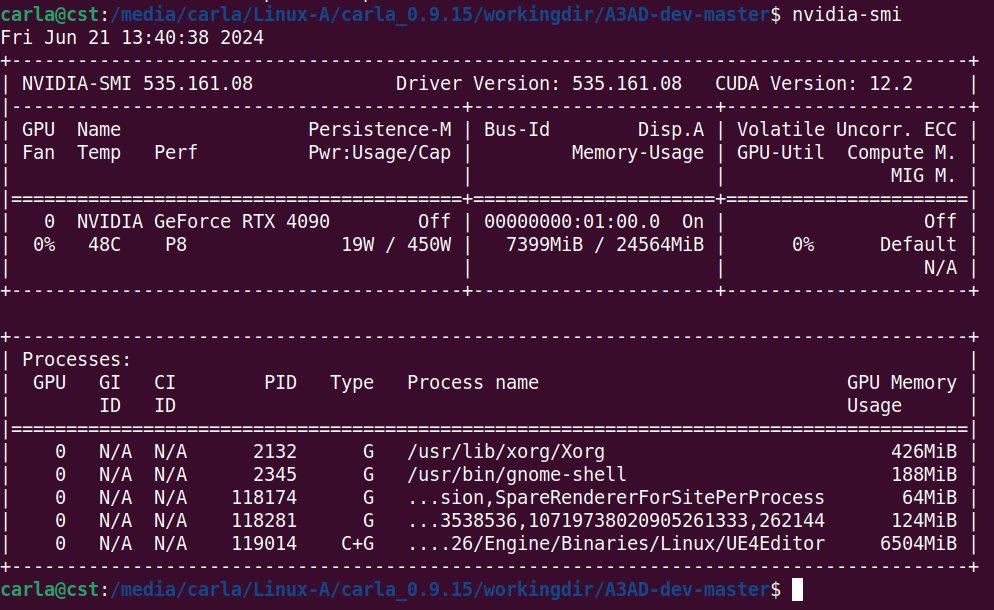 carla@cst:/media/carla/Linux-A/carla_0.9.15/workingdir/A3AD-dev-master$ nvidia-smi
Fri Jun 21 13:40:38 2024
+---------------------------------------------------------------------------------------+
| NVIDIA-SMI 535.161.08             Driver Version: 535.161.08   CUDA Version: 12.2     |
|-----------------------------------------+----------------------+----------------------+
| GPU  Name                 Persistence-M | Bus-Id        Disp.A | Volatile Uncorr. ECC |
| Fan  Temp   Perf          Pwr:Usage/Cap |         Memory-Usage | GPU-Util  Compute M. |
|                                         |                      |               MIG M. |
|=========================================+======================+======================|
|   0  NVIDIA GeForce RTX 4090        Off | 00000000:01:00.0  On |                  Off |
|  0%   48C    P8              19W / 450W |   7399MiB / 24564MiB |      0%      Default |
|                                         |                      |                  N/A |
+-----------------------------------------+----------------------+----------------------+

+---------------------------------------------------------------------------------------+
| Processes:                                                                            |
|  GPU   GI   CI        PID   Type   Process name                            GPU Memory |
|        ID   ID                                                             Usage      |
|=======================================================================================|
|    0   N/A  N/A      2132      G   /usr/lib/xorg/Xorg                          426MiB |
|    0   N/A  N/A      2345      G   /usr/bin/gnome-shell                        188MiB |
|    0   N/A  N/A    118174      G   ...sion,SpareRendererForSitePerProcess       64MiB |
|    0   N/A  N/A    118281      G   ...3538536,10719738020905261333,262144      124MiB |
|    0   N/A  N/A    119014    C+G   ....26/Engine/Binaries/Linux/UE4Editor     6504MiB |
+---------------------------------------------------------------------------------------+
carla@cst:/media/carla/Linux-A/carla_0.9.15/workingdir/A3AD-dev-master$